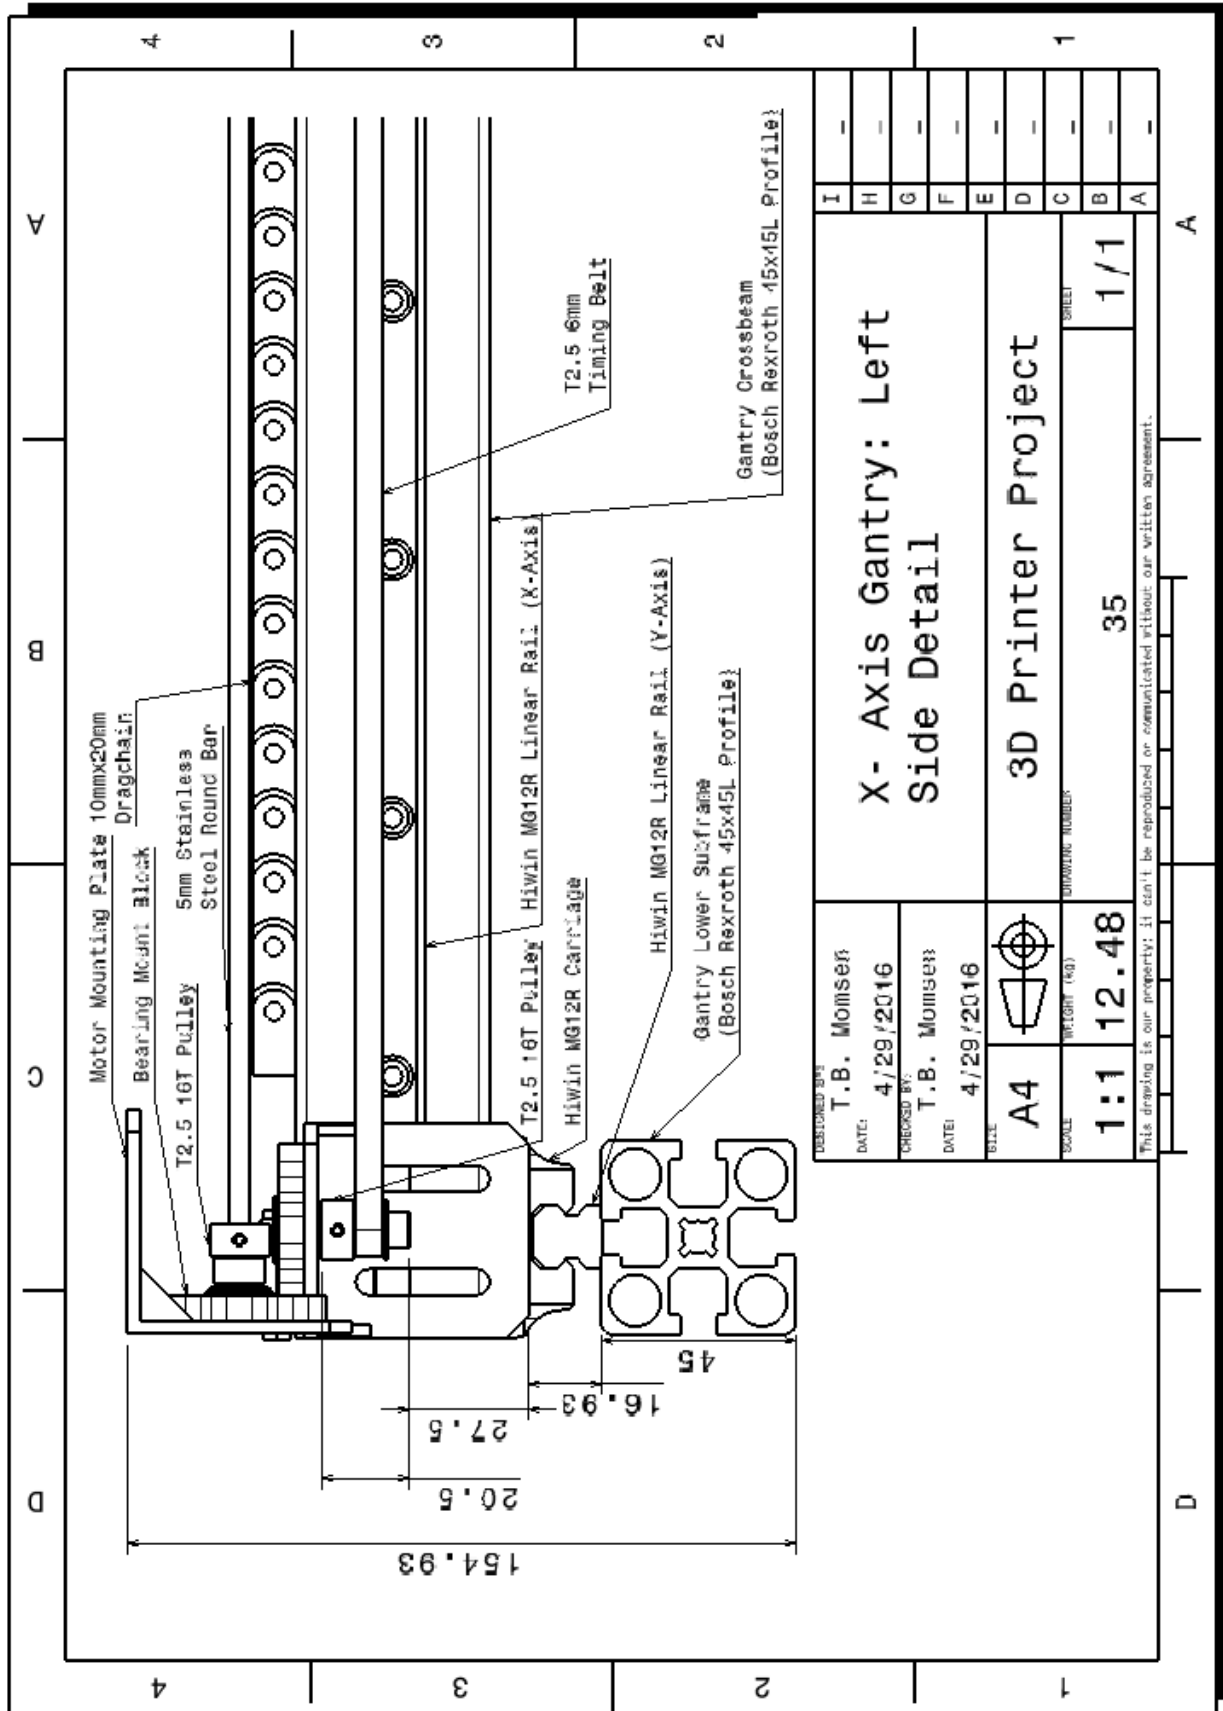 4
3
2
1
A
B
C
D
A
D
4
3
2
1
Motor Mounting Plate
10mmx20mm
Dragchain
Bearing Mount Block
5mm Stainless
Steel Round Bar
T2.5 16T Pulley
T2.5 6mm
Timing Belt
Gantry Crossbeam
(Bosch Rexroth 45x45L Profile)
Hiwin MG12R Linear Rail (X-Axis)
T2.5 16T Pulley
Hiwin MG12R Carriage
Hiwin MG12R Linear Rail (Y-Axis)
Gantry Lower Subframe
(Bosch Rexroth 45x45L Profile)
45
16.93
27.5
20.5
154.93
DESIGNED BY:
T.B. Momsen
DATE:
4/29/2016
CHECKED BY:
T.B. Momsen
DATE:
4/29/2016
SIZE
A4
SCALE
1:1
WEIGHT (kg)
12.48
X- Axis Gantry: Left
Side Detail
3D Printer Project
DRAWING NUMBER
35
SHEET
1/1
I –
H –
G –
F –
E –
D –
C –
B –
A –
This drawing is our property; it can't be reproduced or communicated without our written agreement.